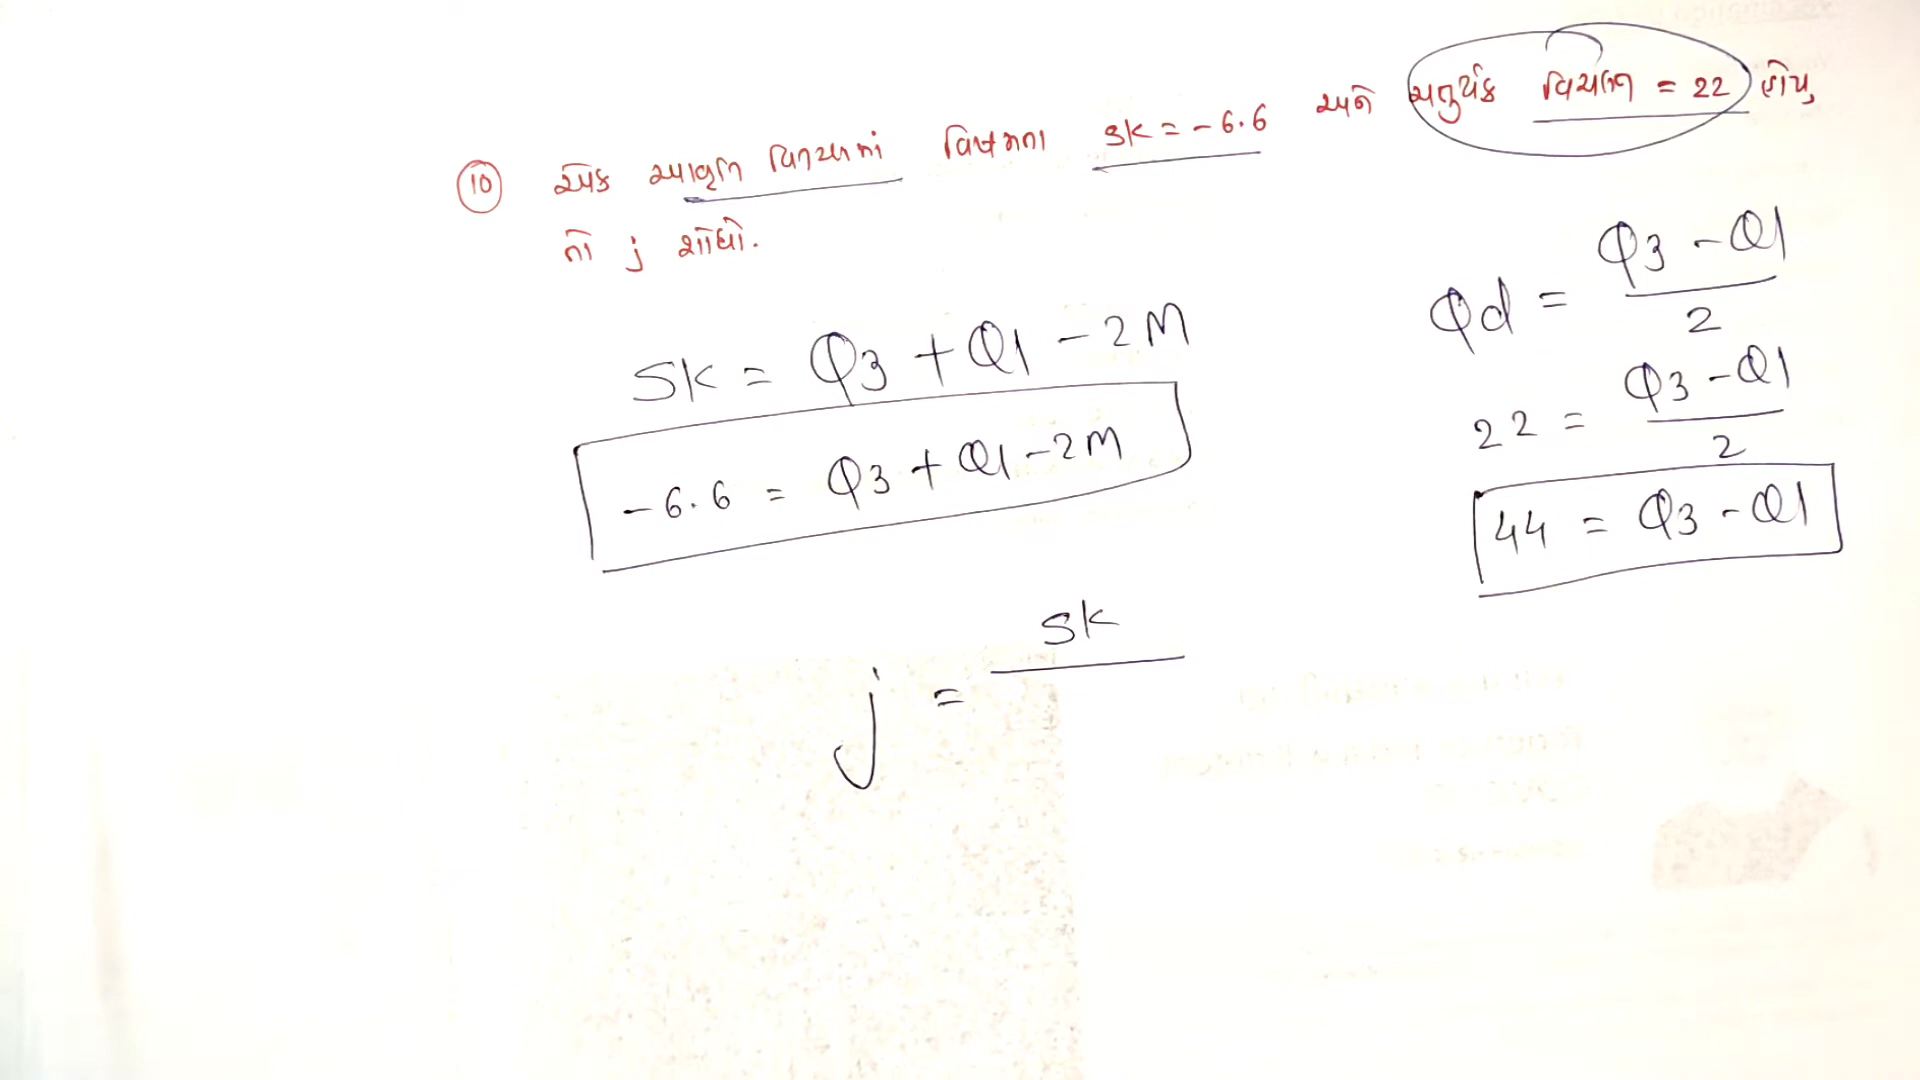 ⑩ એક આવૃત્તિ વિતરણનાં વિષમતા SK = -6.6 અને ચતુર્થક વિચલન = 22 હોય,
તો j શોધો.
SK = Q3 + Q1 - 2M
-6.6 = Q3 + Q1 - 2M
Qd = Q3 - Q1 / 2
22 = Q3 - Q1 / 2
44 = Q3 - Q1
j = SK